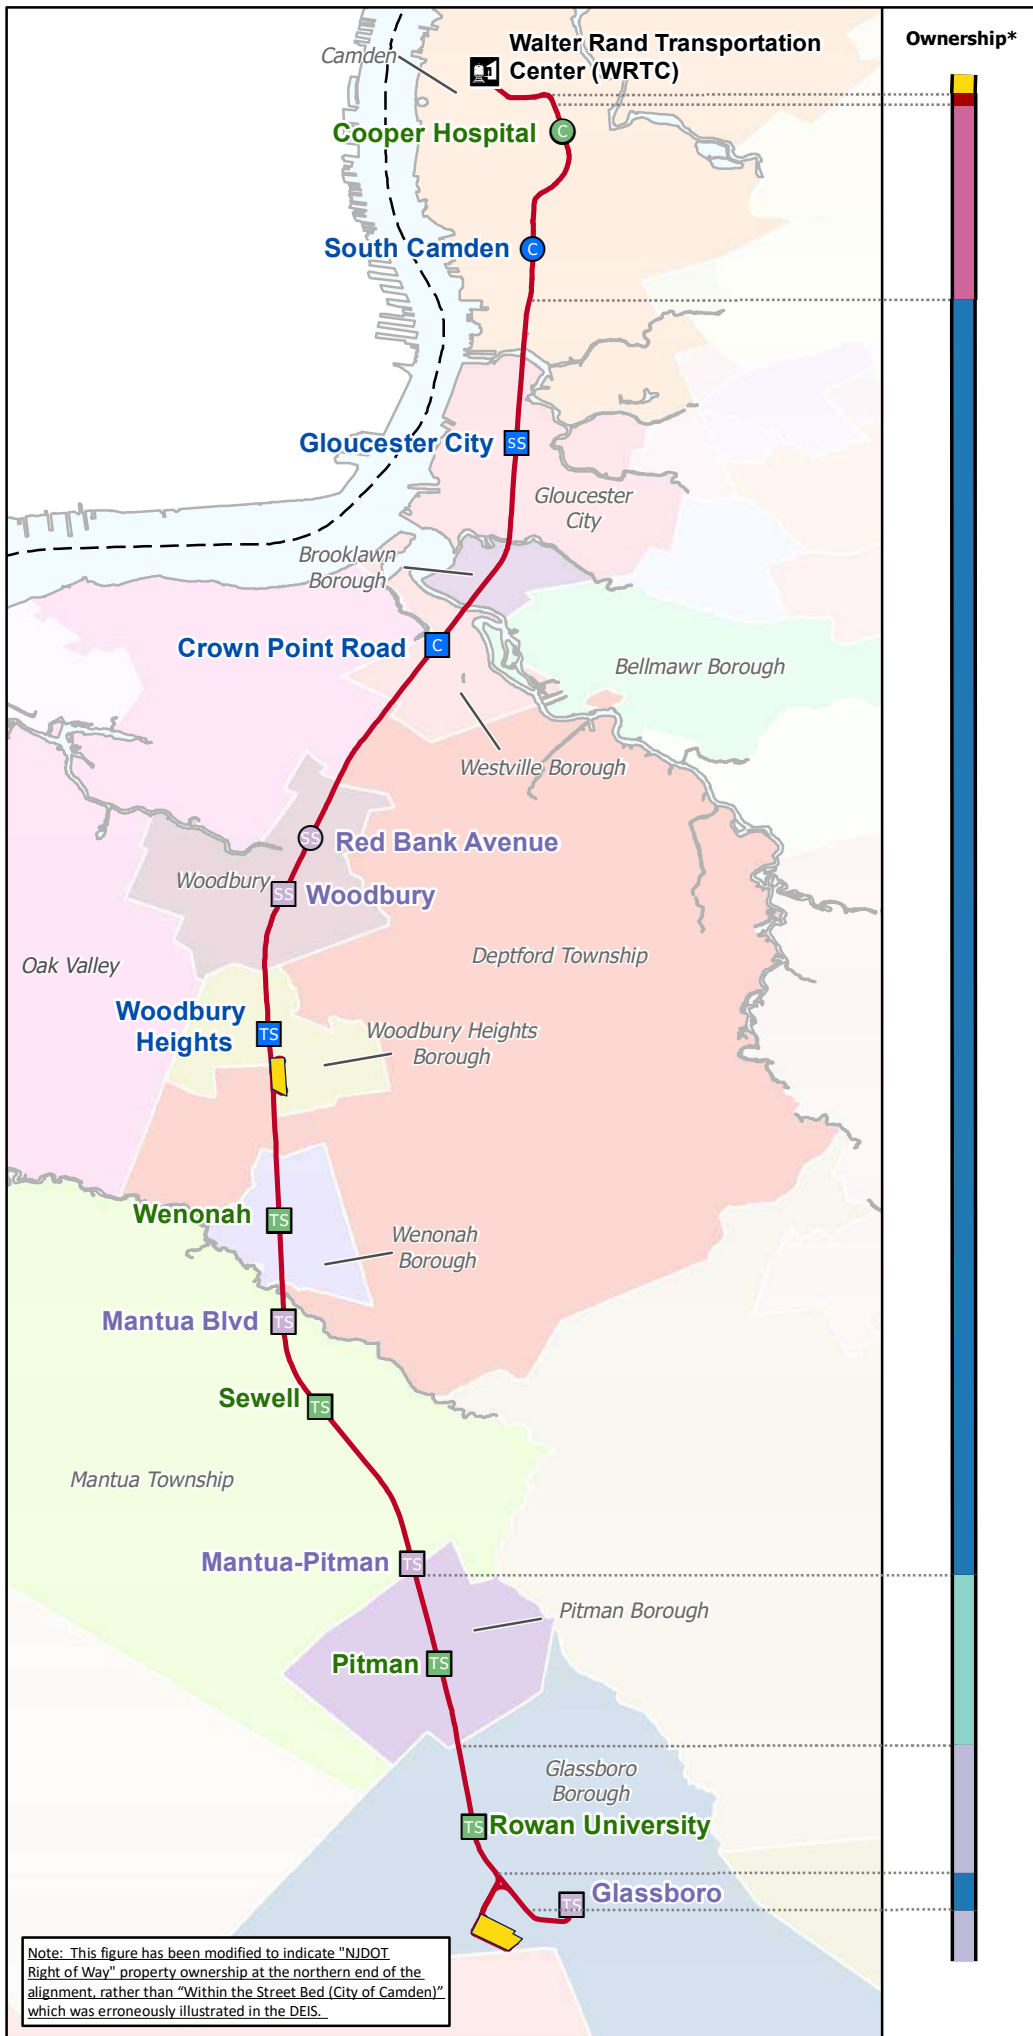 Ownership*
Camden
Walter Rand Transportation
Center (WRTC)
Cooper Hospital
C
South Camden
C
Gloucester City
SS
Gloucester
City
Brooklawn
Borough
Crown Point Road
C
Bellmawr Borough
Westville Borough
SS
Red Bank Avenue
Woodbury
SS
Woodbury
Oak Valley
Deptford Township
Woodbury
Heights
TS
Woodbury Heights
Borough
Wenonah
TS
Wenonah
Borough
Mantua Blvd
TS
Sewell
TS
Mantua Township
Mantua-Pitman
TS
Pitman Borough
Pitman
TS
Glassboro
Borough
TS
Rowan University
Glassboro
TS
Note: This figure has been modified to indicate "NJDOT
Right of Way" property ownership at the northern end of the
alignment, rather than “Within the Street Bed (City of Camden)”
which was erroneously illustrated in the DEIS.